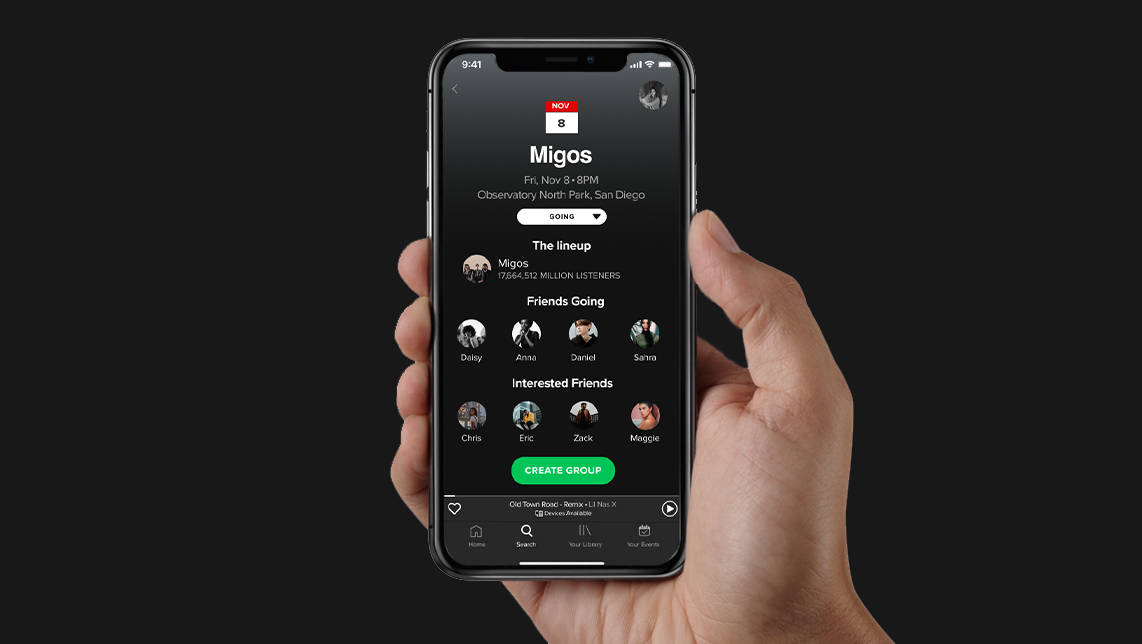 9:41
NOV
8
Migos
Fri, Nov 8 • 8PM
Observatory North Park, San Diego
GOING
The lineup
Migos
17,664,512 MILLION LISTENERS
Friends Going
Daisy Anna Daniel Sahra
Interested Friends
Chris Eric Zack Maggie
CREATE GROUP
Old Town Road - Remix • Lil Nas X
Devices Available
Home Search Your Library Your Events